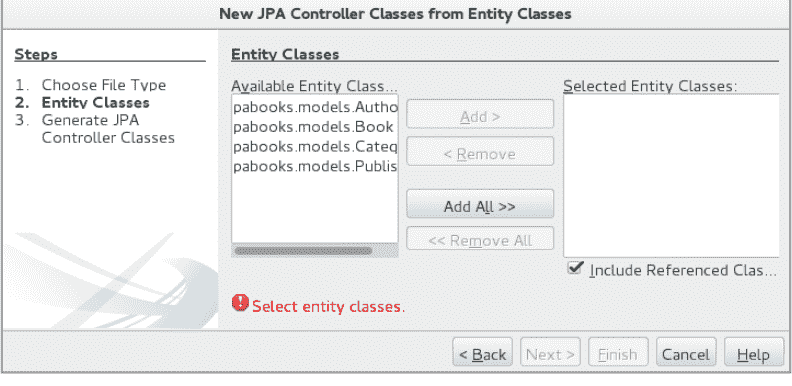 New JPA Controller Classes from Entity Classes
Steps
1. Choose File Type
2. Entity Classes
3. Generate JPA
Controller Classes
Entity Classes
Available Entity Class...
pabooks.models.Autho
pabooks.models.Book
pabooks.models.Categ
pabooks.models.Publis
Add >
< Remove
Add All >>
<< Remove All
Selected Entity Classes:
Include Referenced Clas...
Select entity classes.
< Back Next > Finish Cancel Help